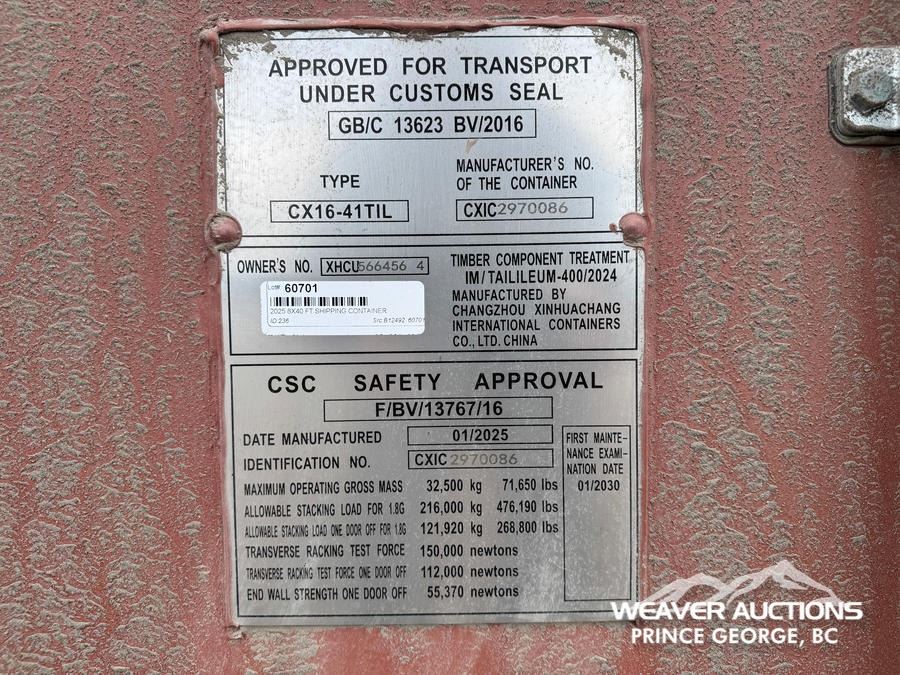 APPROVED FOR TRANSPORT
UNDER CUSTOMS SEAL
GB/C 13623 BV/2016
TYPE
CX16-41TIL
MANUFACTURER'S NO.
OF THE CONTAINER
CXIC2970086
OWNER'S NO. XHCU566456 4
Lot# 60701
2025 8X40 FT SHIPPING CONTAINER
ID:236 Src:B12492 60701
TIMBER COMPONENT TREATMENT
IM/TAILILEUM-400/2024
MANUFACTURED BY
CHANGZHOU XINHUACHANG
INTERNATIONAL CONTAINERS
CO., LTD. CHINA
CSC SAFETY APPROVAL
F/BV/13767/16
DATE MANUFACTURED 01/2025
IDENTIFICATION NO. CXIC2970086
MAXIMUM OPERATING GROSS MASS 32,500 kg 71,650 lbs
ALLOWABLE STACKING LOAD FOR 1.8G 216,000 kg 476,190 lbs
ALLOWABLE STACKING LOAD ONE DOOR OFF FOR 1.8G 121,920 kg 268,800 lbs
TRANSVERSE RACKING TEST FORCE 150,000 newtons
TRANSVERSE RACKING TEST FORCE ONE DOOR OFF 112,000 newtons
END WALL STRENGTH ONE DOOR OFF 55,370 newtons
FIRST MAINTE-
NANCE EXAMI-
NATION DATE
01/2030
WEAVER AUCTIONS
PRINCE GEORGE, BC